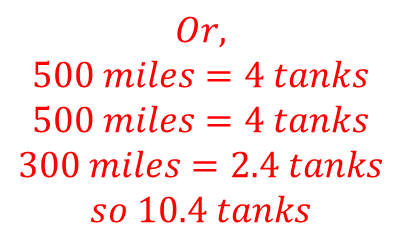 Or,
500 miles = 4 tanks
500 miles = 4 tanks
300 miles = 2.4 tanks
so 10.4 tanks